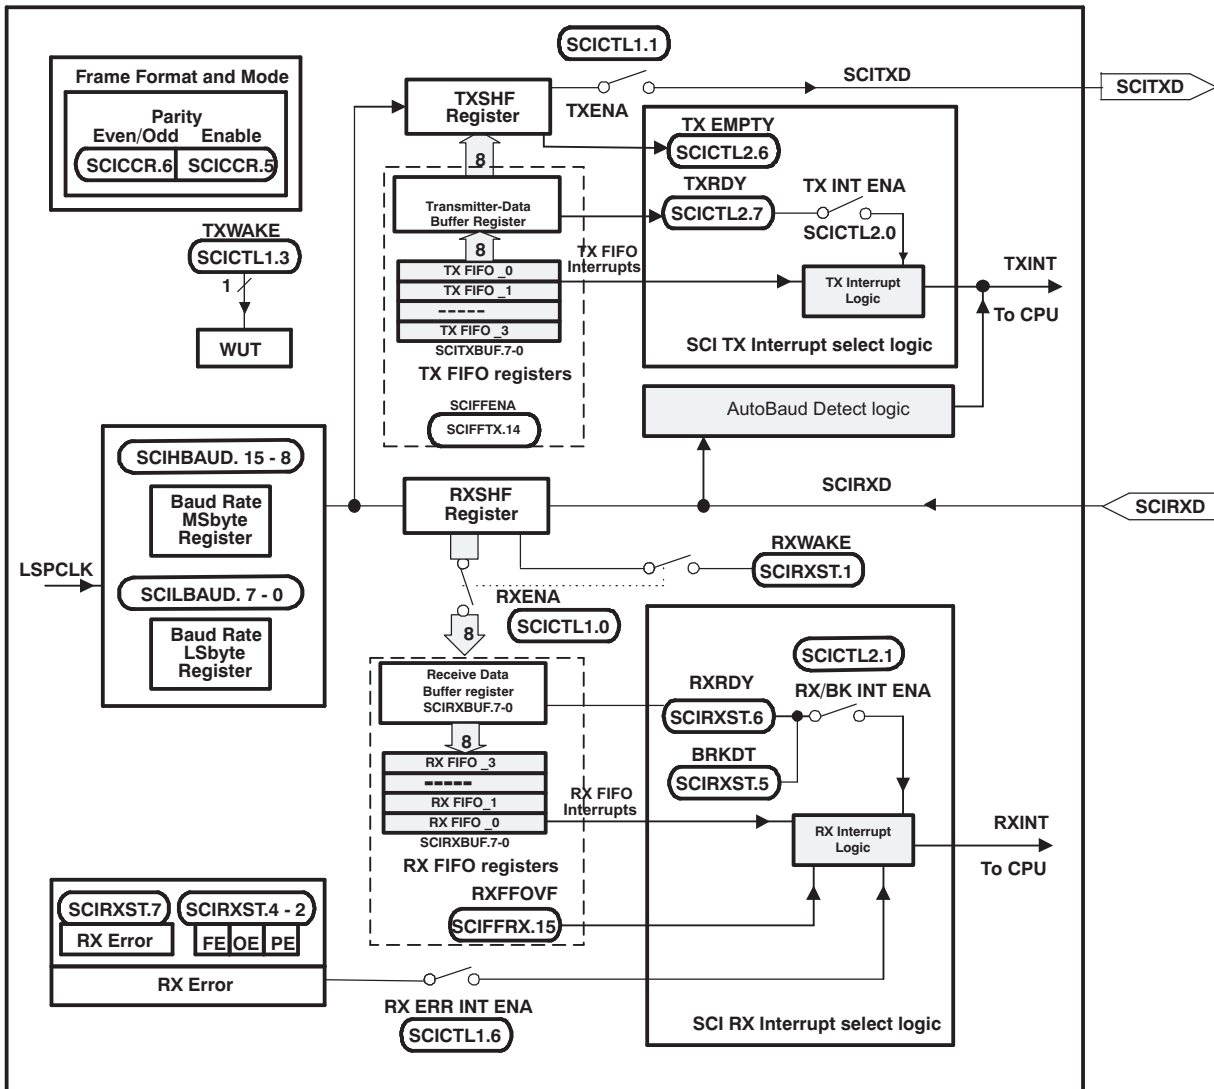 SCICTL1.1
Frame Format and Mode
Parity
Even/Odd Enable
SCICCR.6 SCICCR.5
TXSHF
Register
TXENA
SCITXD
SCITXD
TX EMPTY
SCICTL2.6
8
TXWAKE
SCICTL1.3
1
WUT
Transmitter-Data
Buffer Register
8
TXRDY
SCICTL2.7
TX INT ENA
SCICTL2.0
TX FIFO _0
TX FIFO _1
-----
TX FIFO _3
SCITXBUF.7-0
TX FIFO registers
TX FIFO
Interrupts
TX Interrupt
Logic
TXINT
To CPU
SCI TX Interrupt select logic
SCIFFENA
SCIFFTX.14
AutoBaud Detect logic
LSPCLK
SCIHBAUD. 15 - 8
Baud Rate
MSbyte
Register
SCILBAUD. 7 - 0
Baud Rate
LSbyte
Register
RXSHF
Register
SCIRXD
SCIRXD
RXWAKE
SCIRXST.1
RXENA
SCICTL1.0
8
Receive Data
Buffer register
SCIRXBUF.7-0
8
RX FIFO _3
-----
RX FIFO_1
RX FIFO _0
SCIRXBUF.7-0
RX FIFO registers
RX FIFO
Interrupts
RXFFOVF
SCIFFRX.15
SCICTL2.1
RXRDY
RX/BK INT ENA
SCIRXST.6
BRKDT
SCIRXST.5
RX Interrupt
Logic
RXINT
To CPU
SCI RX Interrupt select logic
SCIRXST.7 SCIRXST.4 - 2
RX Error FE OE PE
RX Error
RX ERR INT ENA
SCICTL1.6